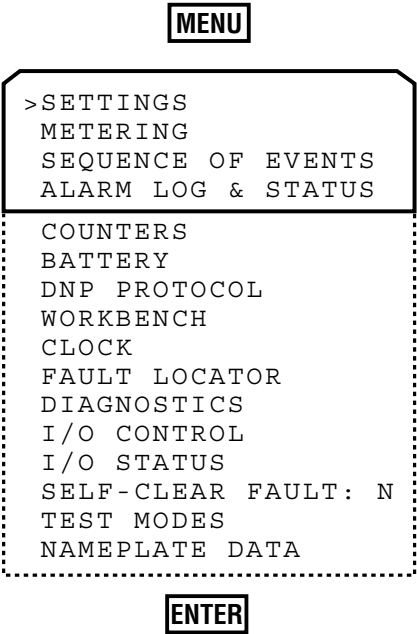 MENU
>SETTINGS
METERING
SEQUENCE OF EVENTS
ALARM LOG & STATUS
COUNTERS
BATTERY
DNP PROTOCOL
WORKBENCH
CLOCK
FAULT LOCATOR
DIAGNOSTICS
I/O CONTROL
I/O STATUS
SELF-CLEAR FAULT: N
TEST MODES
NAMEPLATE DATA
ENTER